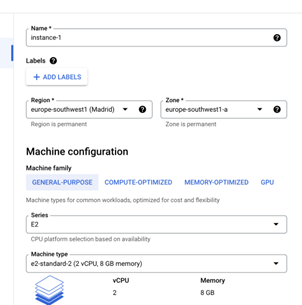 Name *
instance-1
Labels
+ ADD LABELS
Region *
europe-southwest1 (Madrid)
Region is permanent
Zone *
europe-southwest1-a
Zone is permanent
Machine configuration
Machine family
GENERAL-PURPOSE COMPUTE-OPTIMIZED MEMORY-OPTIMIZED GPU
Machine types for common workloads, optimized for cost and flexibility
Series
E2
CPU platform selection based on availability
Machine type
e2-standard-2 (2 vCPU, 8 GB memory)
vCPU Memory
2 8 GB